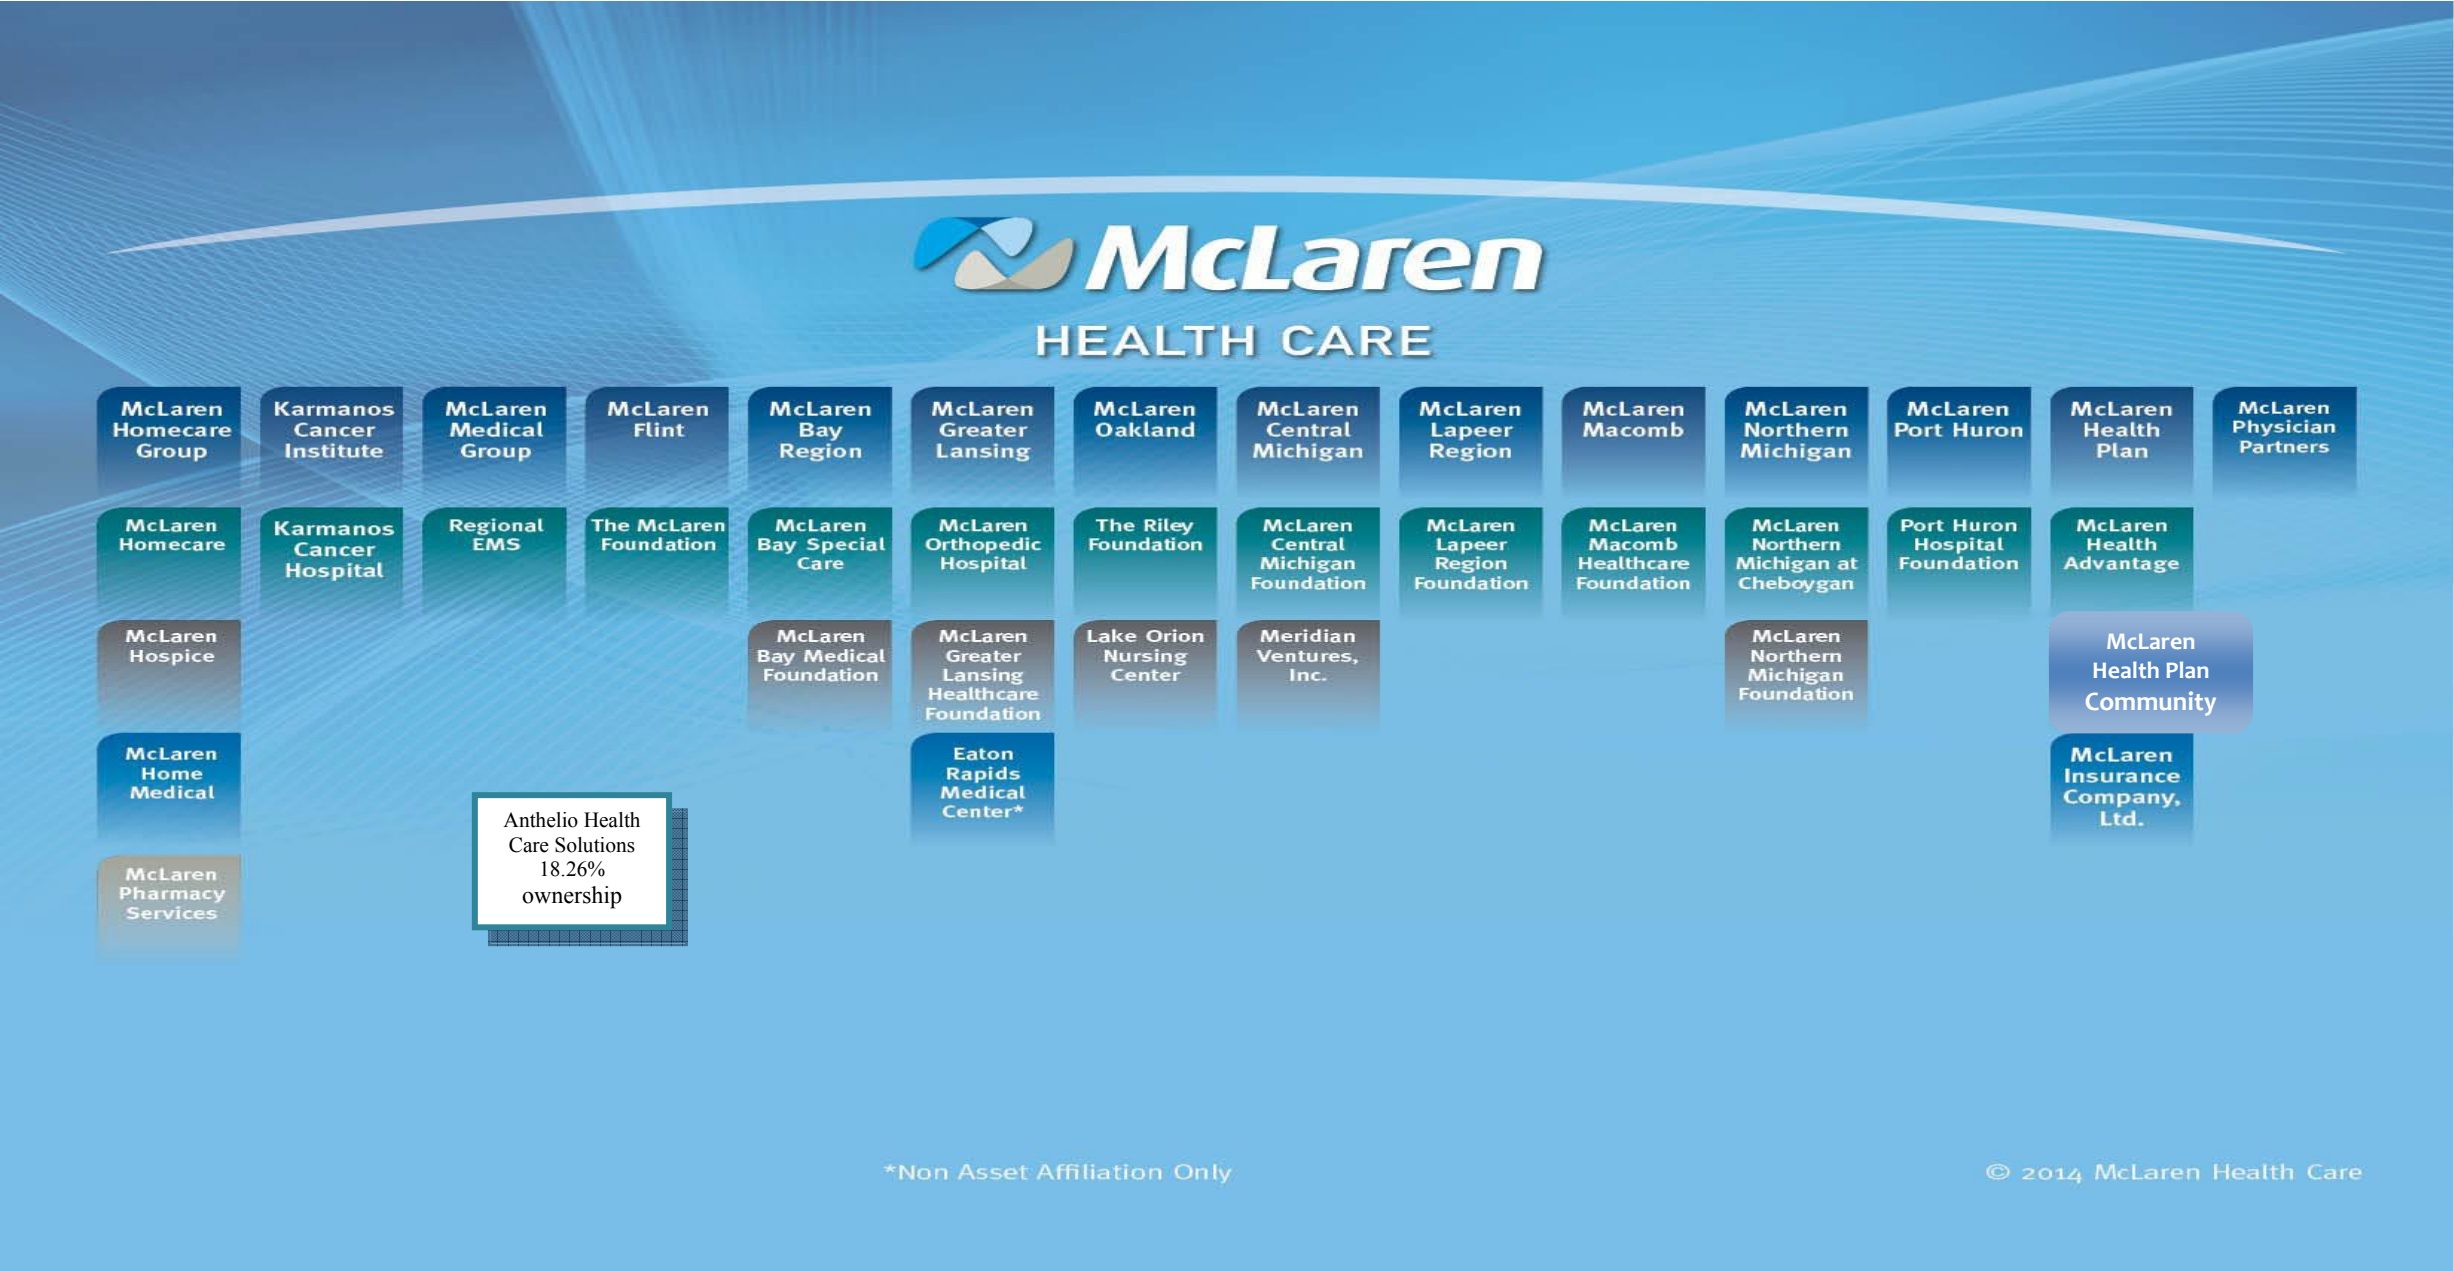 McLaren
HEALTH CARE
McLaren
Homecare
Group
Karmanos
Cancer
Institute
McLaren
Medical
Group
McLaren
Flint
McLaren
Bay
Region
McLaren
Greater
Lansing
McLaren
Oakland
McLaren
Central
Michigan
McLaren
Lapeer
Region
McLaren
Macomb
McLaren
Northern
Michigan
McLaren
Port Huron
McLaren
Health
Plan
McLaren
Physician
Partners
McLaren
Homecare
Karmanos
Cancer
Hospital
Regional
EMS
The McLaren
Foundation
McLaren
Bay Special
Care
McLaren
Orthopedic
Hospital
The Riley
Foundation
McLaren
Central
Michigan
Foundation
McLaren
Lapeer
Region
Foundation
McLaren
Macomb
Healthcare
Foundation
McLaren
Northern
Michigan at
Cheboygan
Port Huron
Hospital
Foundation
McLaren
Health
Advantage
McLaren
Hospice
McLaren
Bay Medical
Foundation
McLaren
Greater
Lansing
Healthcare
Foundation
Lake Orion
Nursing
Center
Meridian
Ventures,
Inc.
McLaren
Northern
Michigan
Foundation
McLaren
Health Plan
Community
McLaren
Home
Medical
Eaton
Rapids
Medical
Center*
McLaren
Insurance
Company,
Ltd.
Anthelio Health
Care Solutions
18.26%
ownership
McLaren
Pharmacy
Services
*Non Asset Affiliation Only
© 2014 McLaren Health Care